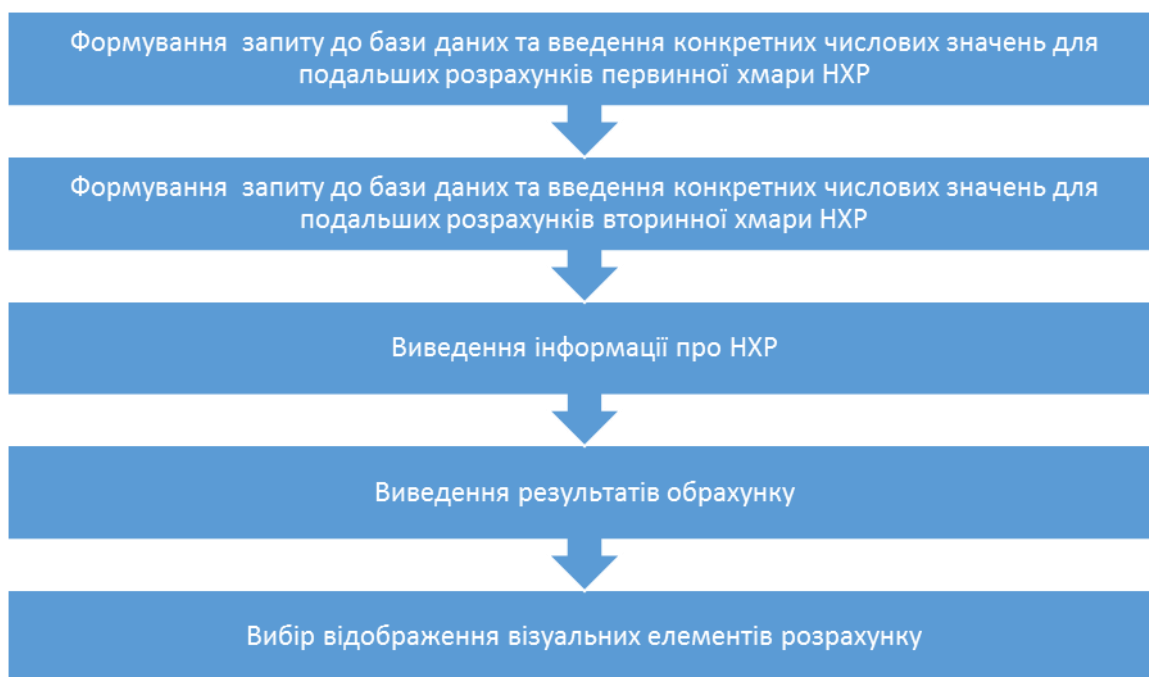 Формування  запиту до бази даних та введення конкретних числових значень для
подальших розрахунків первинної хмари НХР
Формування  запиту до бази даних та введення конкретних числових значень для
подальших розрахунків вторинної хмари НХР
Виведення інформації про НХР
Виведення результатів обрахунку
Вибір відображення візуальних елементів розрахунку